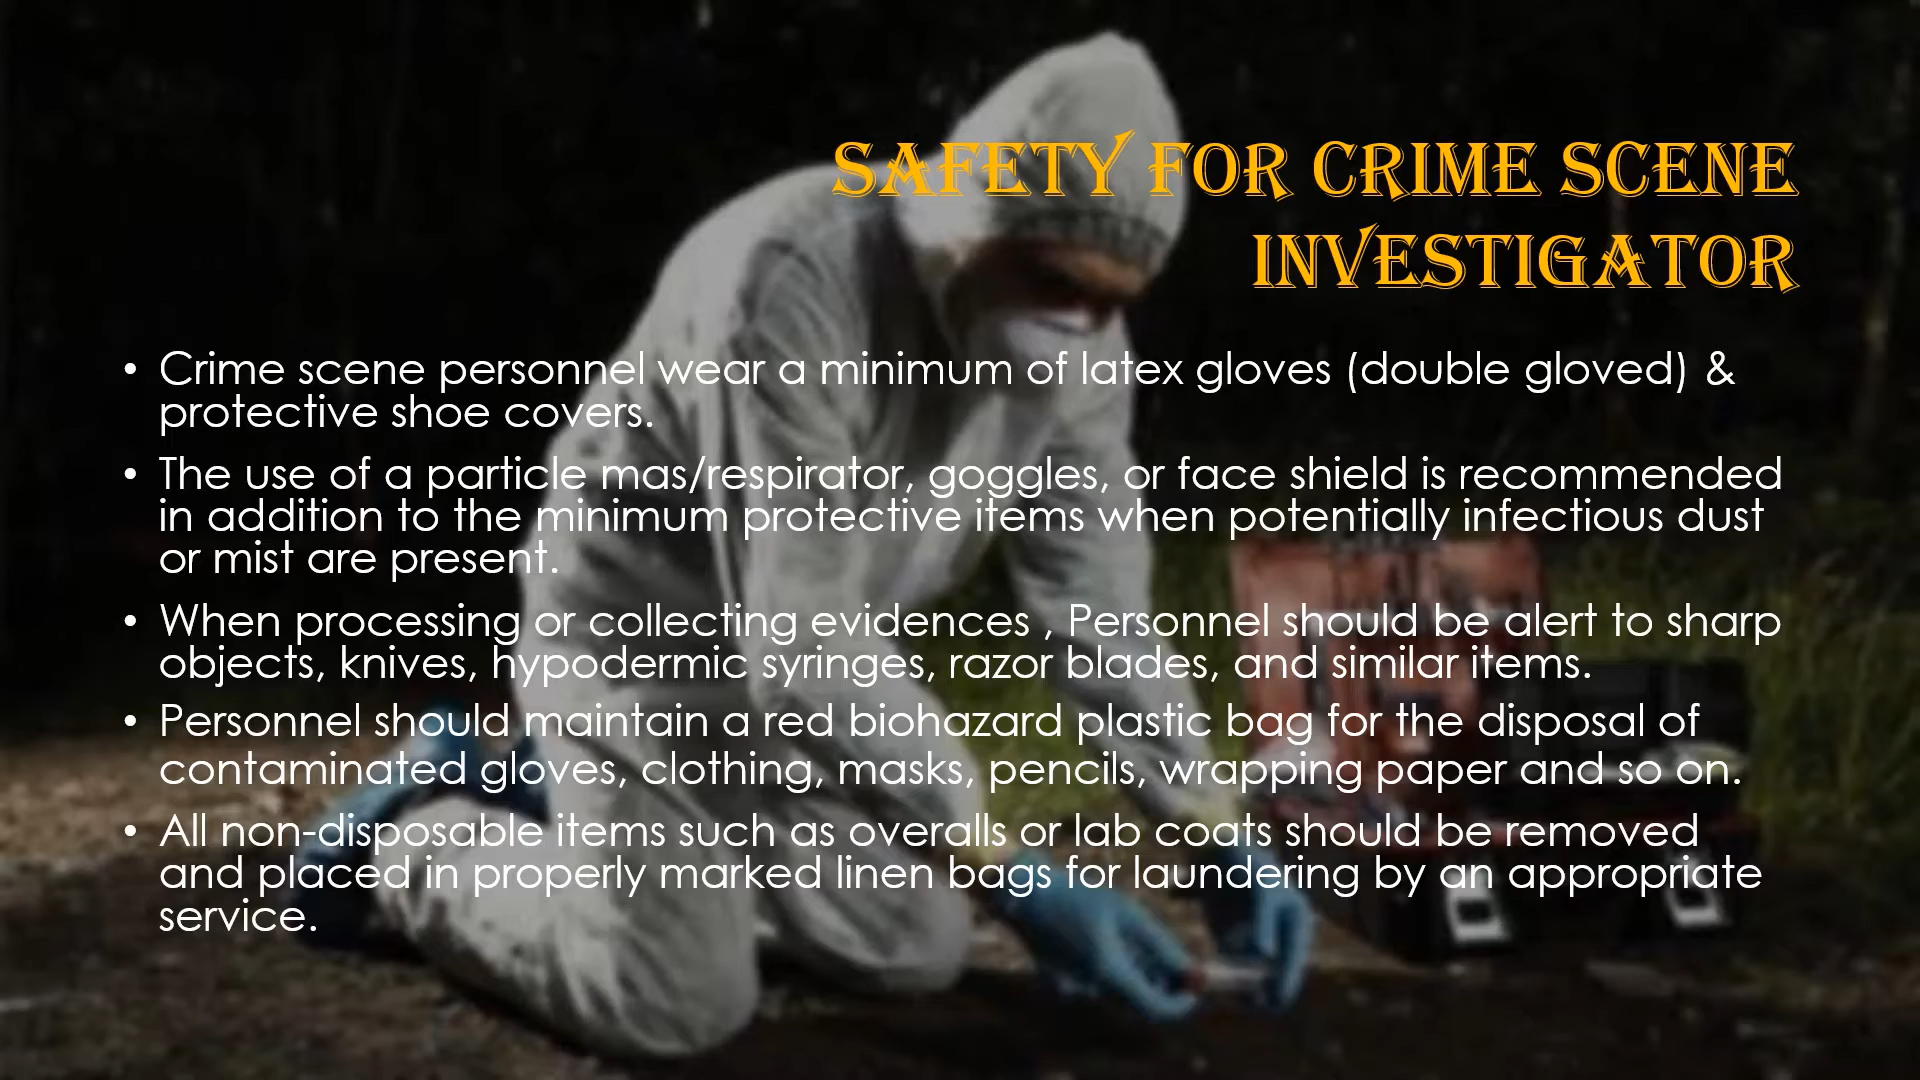 SAFETY FOR CRIME SCENE
INVESTIGATOR
• Crime scene personnel wear a minimum of latex gloves (double gloved) &
protective shoe covers.
• The use of a particle mas/respirator, goggles, or face shield is recommended
in addition to the minimum protective items when potentially infectious dust
or mist are present.
• When processing or collecting evidences , Personnel should be alert to sharp
objects, knives, hypodermic syringes, razor blades, and similar items.
• Personnel should maintain a red biohazard plastic bag for the disposal of
contaminated gloves, clothing, masks, pencils, wrapping paper and so on.
• All non-disposable items such as overalls or lab coats should be removed
and placed in properly marked linen bags for laundering by an appropriate
service.